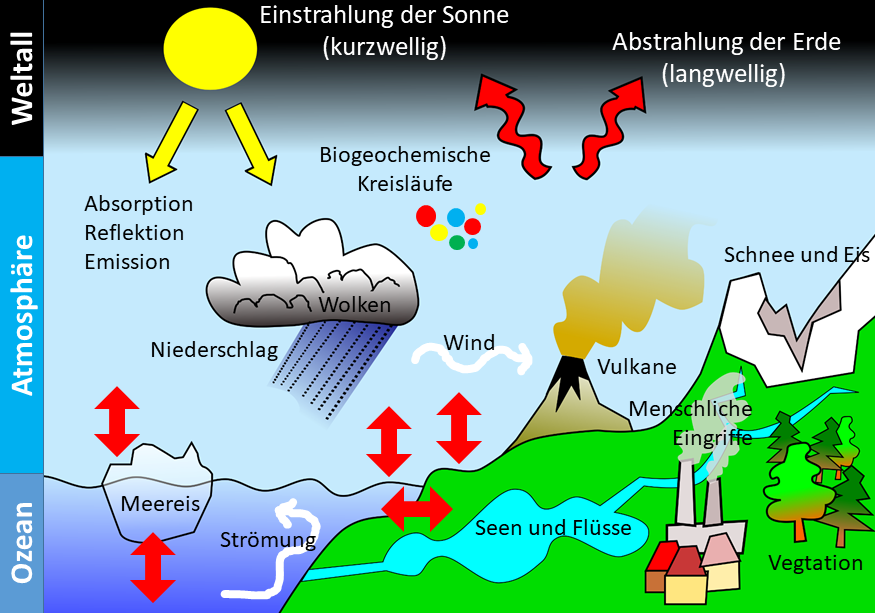 Weltall
Einstrahlung der Sonne
(kurzwellig)
Abstrahlung der Erde
(langwellig)
Atmosphäre
Biogeochemische
Kreisläufe
Absorption
Reflektion
Emission
Schnee und Eis
Wolken
Niederschlag
Wind
Vulkane
Menschliche
Eingriffe
Ozean
Meereis
Strömung
Seen und Flüsse
Vegtation